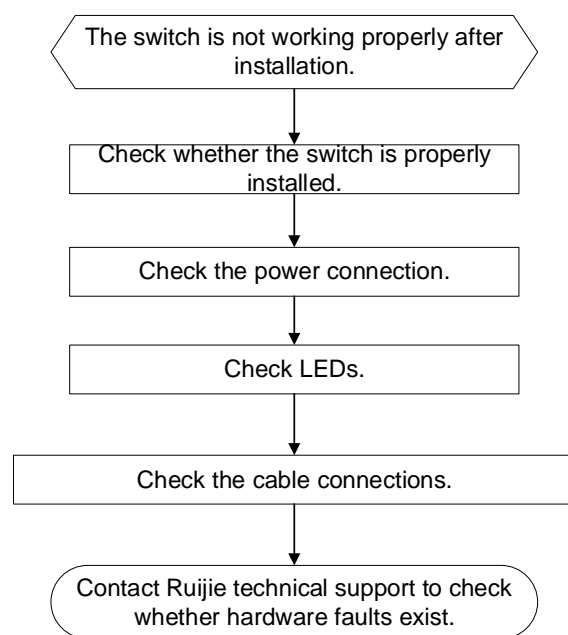 The switch is not working properly after
installation.
Check whether the switch is properly
installed.
Check the power connection.
Check LEDs.
Check the cable connections.
Contact Ruijie technical support to check
whether hardware faults exist.